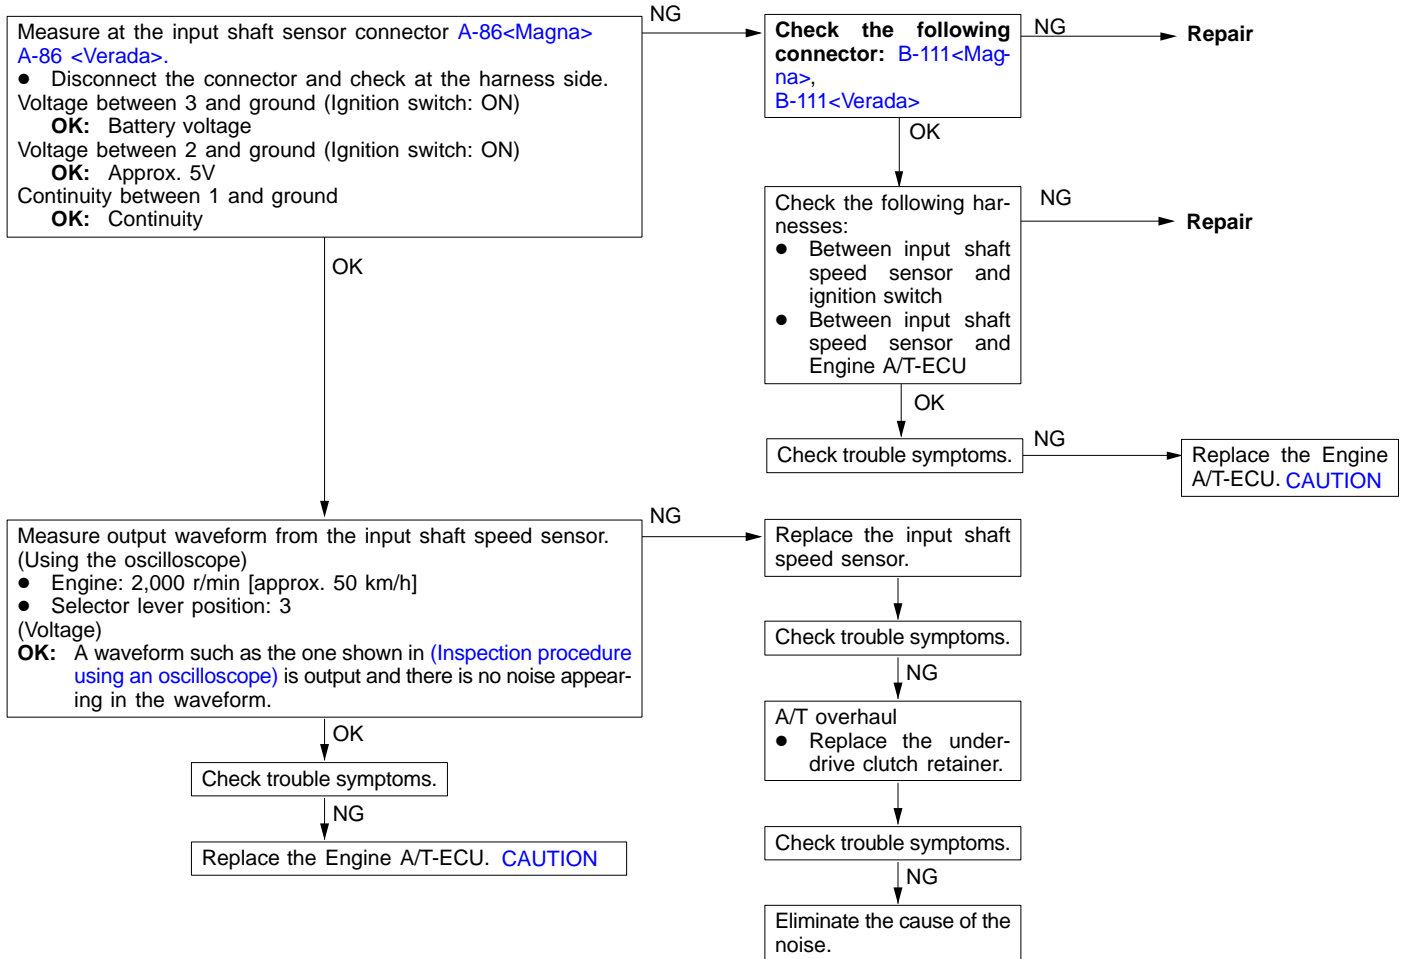 Measure at the input shaft sensor connector A-86<Magna>
A-86 <Verada>.
● Disconnect the connector and check at the harness side.
Voltage between 3 and ground (Ignition switch: ON)
OK: Battery voltage
Voltage between 2 and ground (Ignition switch: ON)
OK: Approx. 5V
Continuity between 1 and ground
OK: Continuity
NG
Check the following
connector: B-111<Mag-
na>,
B-111<Verada>
NG
Repair
OK
Check the following har-
nesses:
● Between input shaft
speed sensor and
ignition switch
● Between input shaft
speed sensor and
Engine A/T-ECU
NG
Repair
OK
OK
Check trouble symptoms.
NG
Replace the Engine
A/T-ECU. CAUTION
Measure output waveform from the input shaft speed sensor.
(Using the oscilloscope)
● Engine: 2,000 r/min [approx. 50 km/h]
● Selector lever position: 3
(Voltage)
OK: A waveform such as the one shown in (Inspection procedure
using an oscilloscope) is output and there is no noise appear-
ing in the waveform.
NG
Replace the input shaft
speed sensor.
Check trouble symptoms.
NG
A/T overhaul
● Replace the under-
drive clutch retainer.
OK
Check trouble symptoms.
NG
Replace the Engine A/T-ECU. CAUTION
Check trouble symptoms.
NG
Eliminate the cause of the
noise.